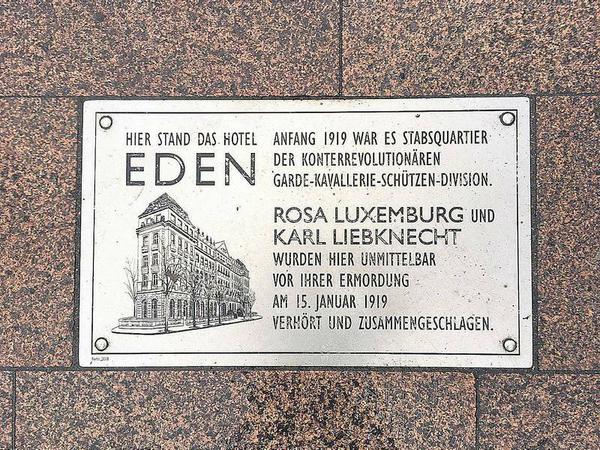 HIER STAND DAS HOTEL
EDEN
ANFANG 1919 WAR ES STABSQUARTIER
DER KONTERREVOLUTIONÄREN
GARDE-KAVALLERIE-SCHÜTZEN-DIVISION.
ROSA LUXEMBURG UND
KARL LIEBKNECHT
WURDEN HIER UNMITTELBAR
VOR IHRER ERMORDUNG
AM 15. JANUAR 1919
VERHÖRT UND ZUSAMMENGESCHLAGEN.